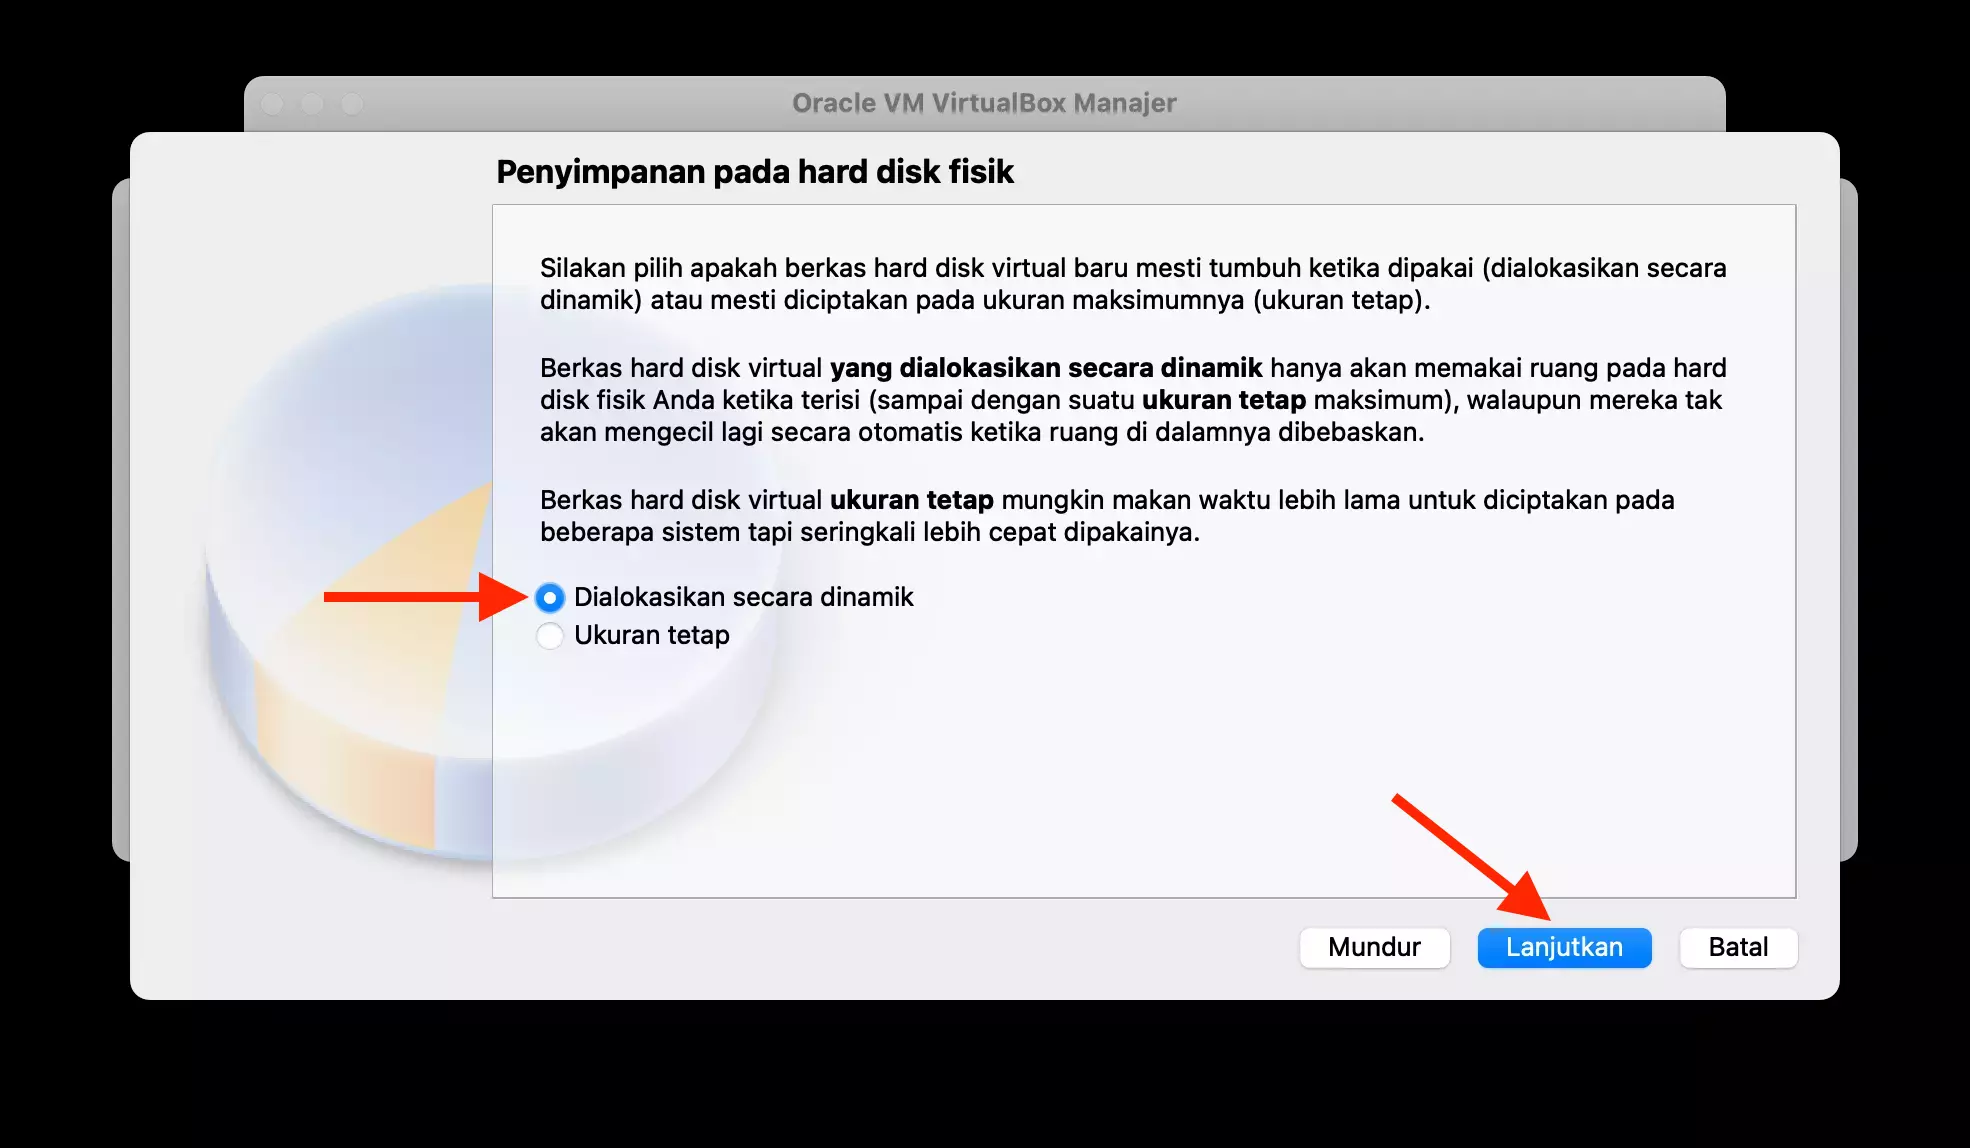 Oracle VM VirtualBox Manajer
Penyimpanan pada hard disk fisik
Silakan pilih apakah berkas hard disk virtual baru mesti tumbuh ketika dipakai (dialokasikan secara
dinamik) atau mesti diciptakan pada ukuran maksimumnya (ukuran tetap).
Berkas hard disk virtual yang dialokasikan secara dinamik hanya akan memakai ruang pada hard
disk fisik Anda ketika terisi (sampai dengan suatu ukuran tetap maksimum), walaupun mereka tak
akan mengecil lagi secara otomatis ketika ruang di dalamnya dibebaskan.
Berkas hard disk virtual ukuran tetap mungkin makan waktu lebih lama untuk diciptakan pada
beberapa sistem tapi seringkali lebih cepat dipakainya.
Dialokasikan secara dinamik
Ukuran tetap
Mundur
Lanjutkan
Batal